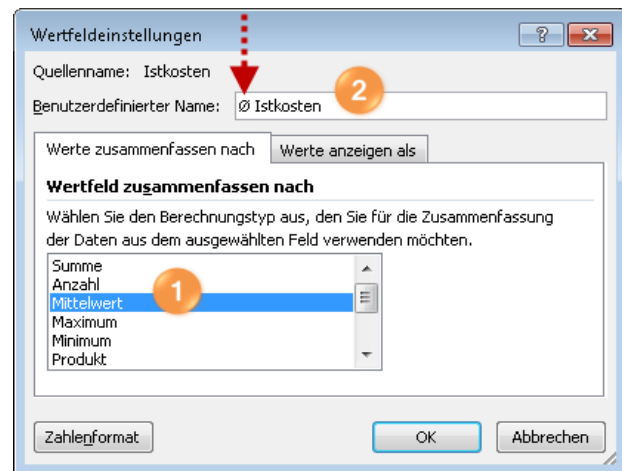 Wertfeldeinstellungen
Quellenname: Istkosten
Benutzerdefinierter Name: Ø Istkosten
2
Werte zusammenfassen nach Werte anzeigen als
Wertfeld zusammenfassen nach
Wählen Sie den Berechnungstyp aus, den Sie für die Zusammenfassung
der Daten aus dem ausgewählten Feld verwenden möchten.
Summe
Anzahl
Mittelwert
1
Maximum
Minimum
Produkt
Zahlenformat OK Abbrechen